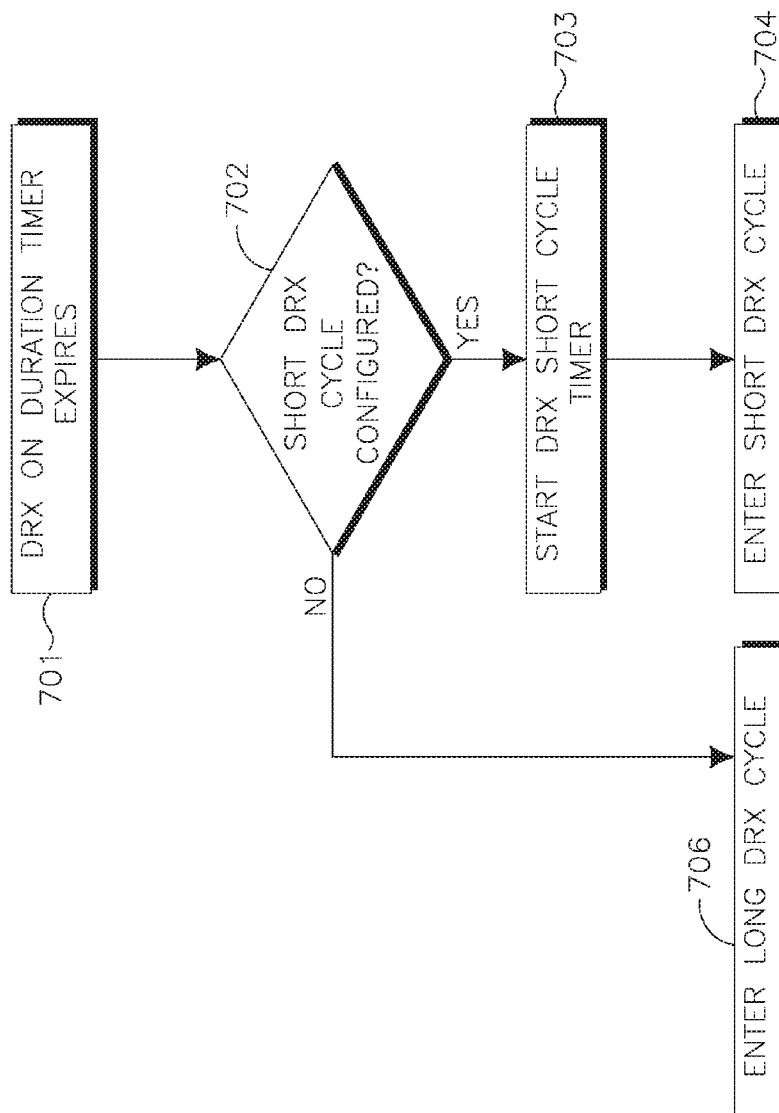 DRX ON DURATION TIMER
EXPIRES
701
702
SHORT DRX
CYCLE
CONFIGURED?
NO
YES
703
START DRX SHORT CYCLE
TIMER
704
ENTER SHORT DRX CYCLE
706
ENTER LONG DRX CYCLE